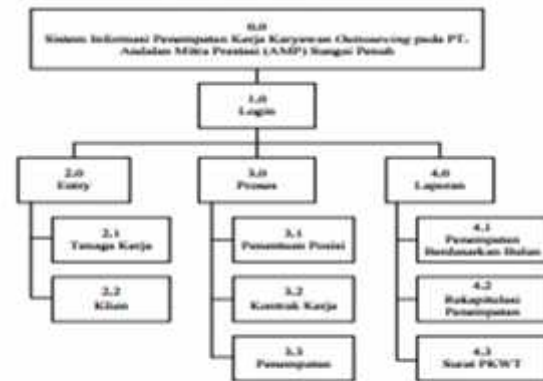 0.0
Sistem Informasi Penempatan Kerja Karyawan Outsourcing pada PT.
Andalan Mitra Prestasi (AMP) Sungai Penuh
1.0
Login
2.0
Entry
2.1
Tenaga Kerja
2.2
Klien
3.0
Proses
3.1
Penentuan Posisi
3.2
Kontrak Kerja
3.3
Penempatan
4.0
Laporan
4.1
Penempatan
Berdasarkan Bulan
4.2
Rekapitulasi
Penempatan
4.3
Surat PKWT